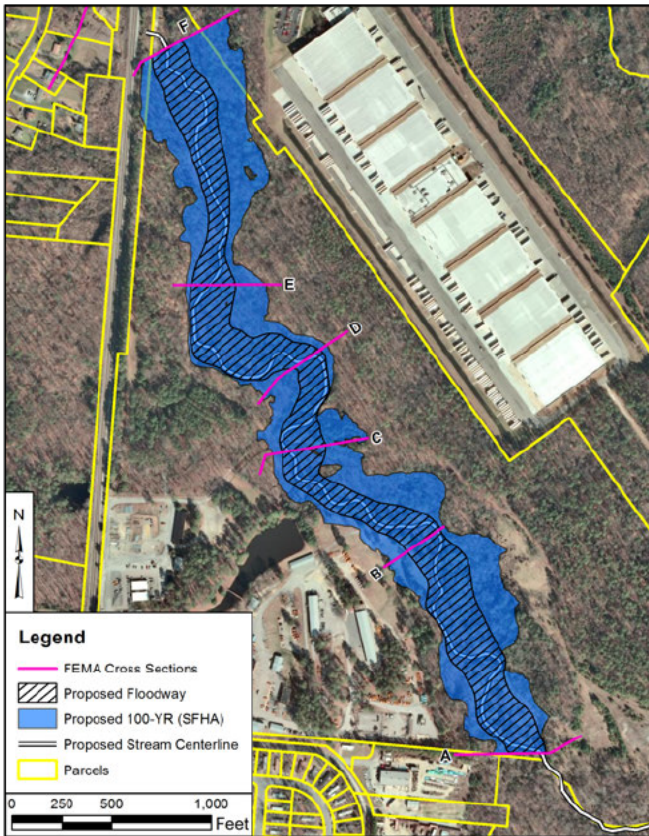 F
E
D
C
B
A
N
Legend
FEMA Cross Sections
Proposed Floodway
Proposed 100-YR (SFHA)
Proposed Stream Centerline
Parcels
0 250 500 1,000
Feet